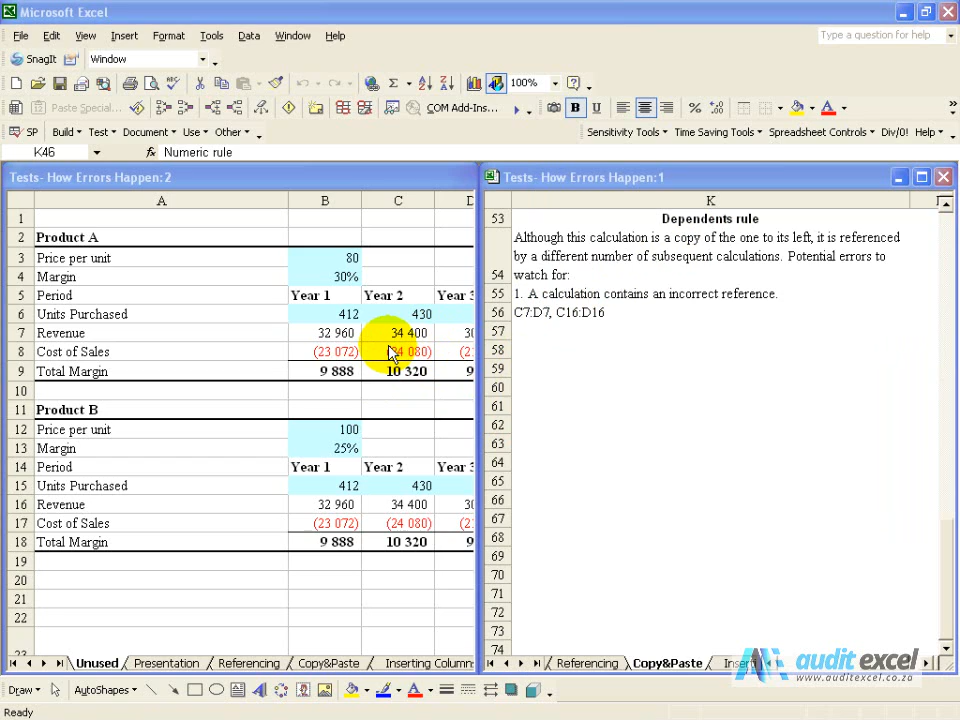 Microsoft Excel
File Edit View Insert Format Tools Data Window Help Type a question for help
SnagIt Window
100%
Paste Special... COM Add-Ins... B U %
SP Build Test Document Use Other Sensitivity Tools Time Saving Tools Spreadsheet Controls Div/0! Help
K46 fx Numeric rule
Tests- How Errors Happen:2
A B C D
1
2 Product A
3 Price per unit 80
4 Margin 30%
5 Period Year 1 Year 2 Year 3
6 Units Purchased 412 430
7 Revenue 32 960 34 400 30
8 Cost of Sales (23 072) (24 080) (21
9 Total Margin 9 888 10 320 9
10
11 Product B
12 Price per unit 100
13 Margin 25%
14 Period Year 1 Year 2 Year 3
15 Units Purchased 412 430
16 Revenue 32 960 34 400 30
17 Cost of Sales (23 072) (24 080) (21
18 Total Margin 9 888 10 320 9
19
20
21
22
23
Unused Presentation Referencing Copy&Paste Inserting Column
Tests- How Errors Happen:1
K
53 Dependents rule
Although this calculation is a copy of the one to its left, it is referenced
by a different number of subsequent calculations. Potential errors to
54 watch for:
55 1. A calculation contains an incorrect reference.
56 C7:D7, C16:D16
57
58
59
60
61
62
63
64
65
66
67
68
69
70
71
72
73
74
Referencing Copy&Paste Insert
audit excel
www.auditexcel.co.za
Draw AutoShapes A A
Ready